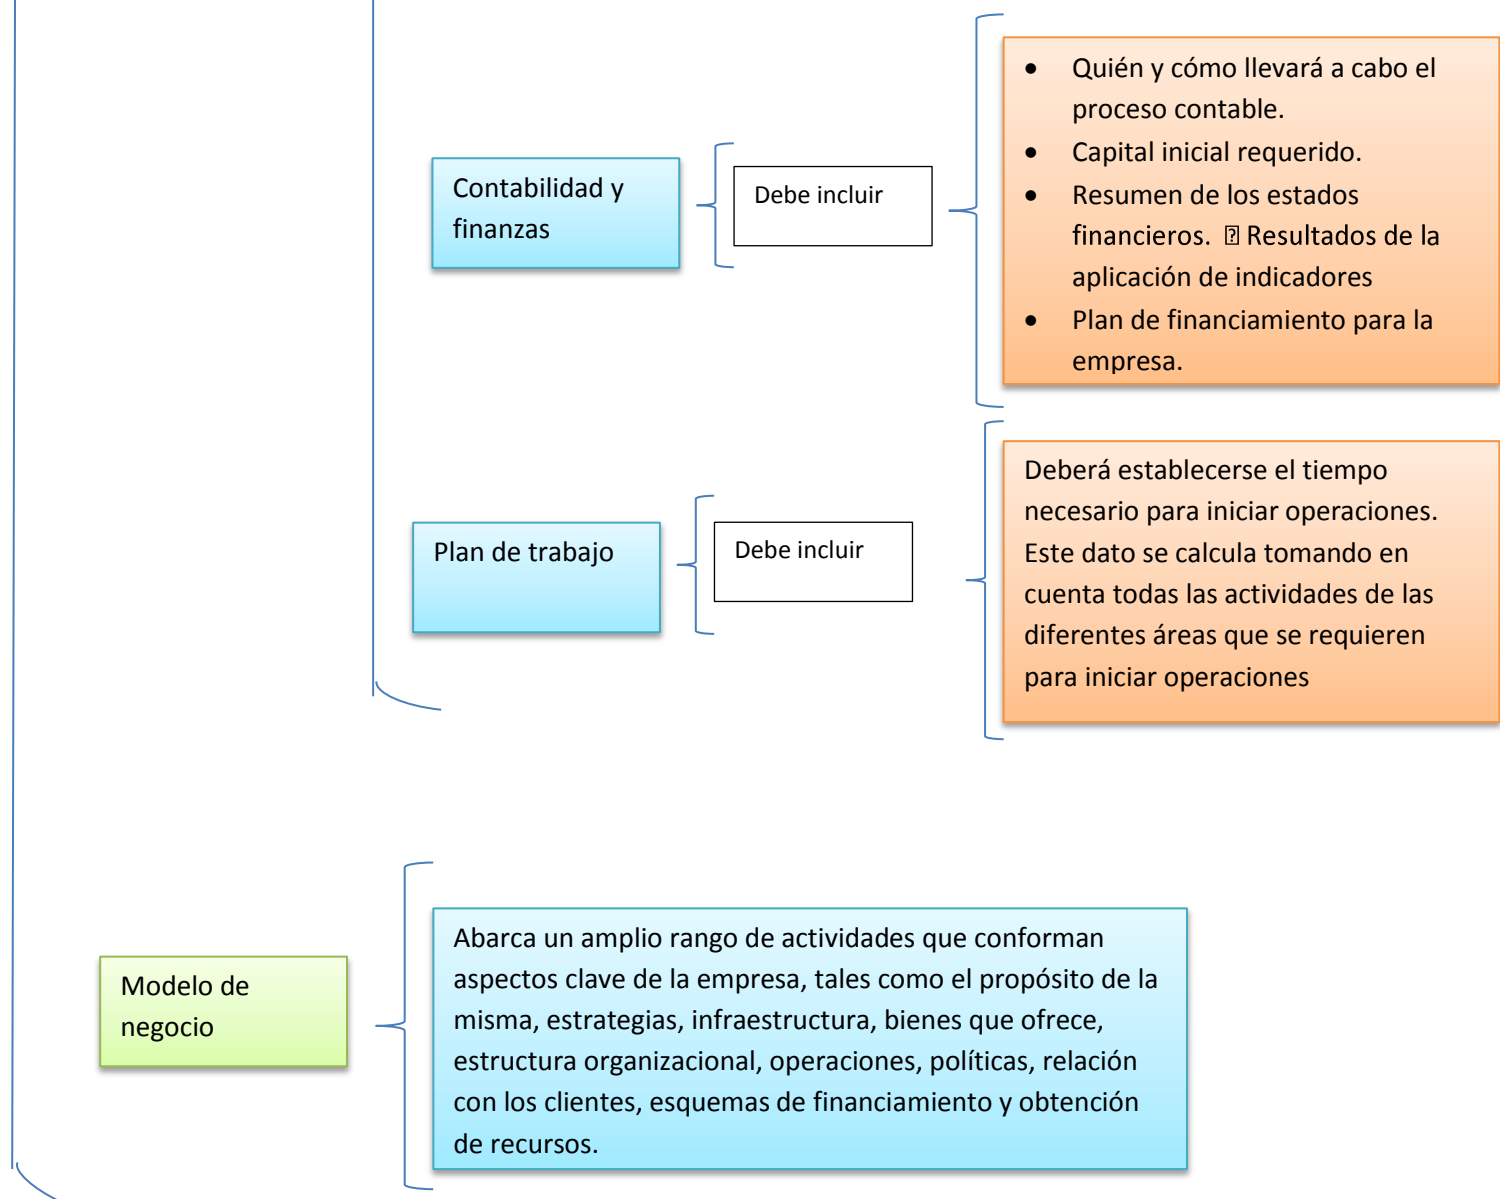 Contabilidad y
finanzas
Debe incluir
• Quién y cómo llevará a cabo el
proceso contable.
• Capital inicial requerido.
• Resumen de los estados
financieros. ⍰ Resultados de la
aplicación de indicadores
• Plan de financiamiento para la
empresa.
Plan de trabajo
Debe incluir
Deberá establecerse el tiempo
necesario para iniciar operaciones.
Este dato se calcula tomando en
cuenta todas las actividades de las
diferentes áreas que se requieren
para iniciar operaciones
Modelo de
negocio
Abarca un amplio rango de actividades que conforman
aspectos clave de la empresa, tales como el propósito de la
misma, estrategias, infraestructura, bienes que ofrece,
estructura organizacional, operaciones, políticas, relación
con los clientes, esquemas de financiamiento y obtención
de recursos.